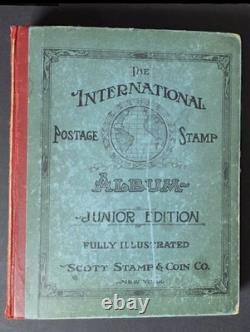 THE
INTERNATIONAL
POSTAGE STAMP
ALBUM
JUNIOR EDITION
FULLY ILLUSTRATED
SCOTT STAMP & COIN CO.
NEW YORK